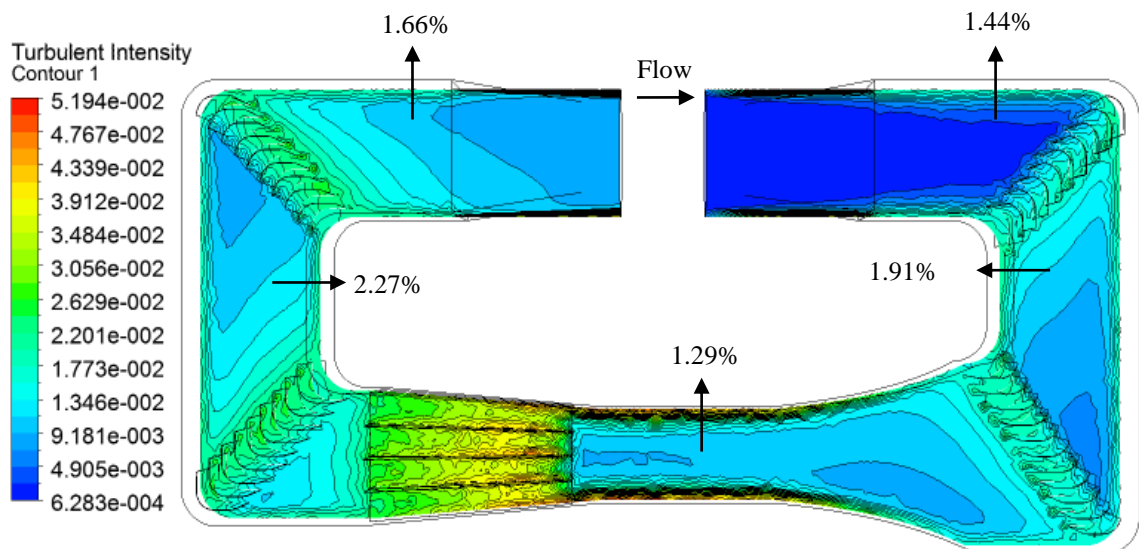 1.66%
1.44%
Flow
Turbulent Intensity
Contour 1
5.194e-002
4.767e-002
4.339e-002
3.912e-002
3.484e-002
3.056e-002
2.629e-002
2.201e-002
1.773e-002
1.346e-002
9.181e-003
4.905e-003
6.283e-004
2.27%
1.91%
1.29%